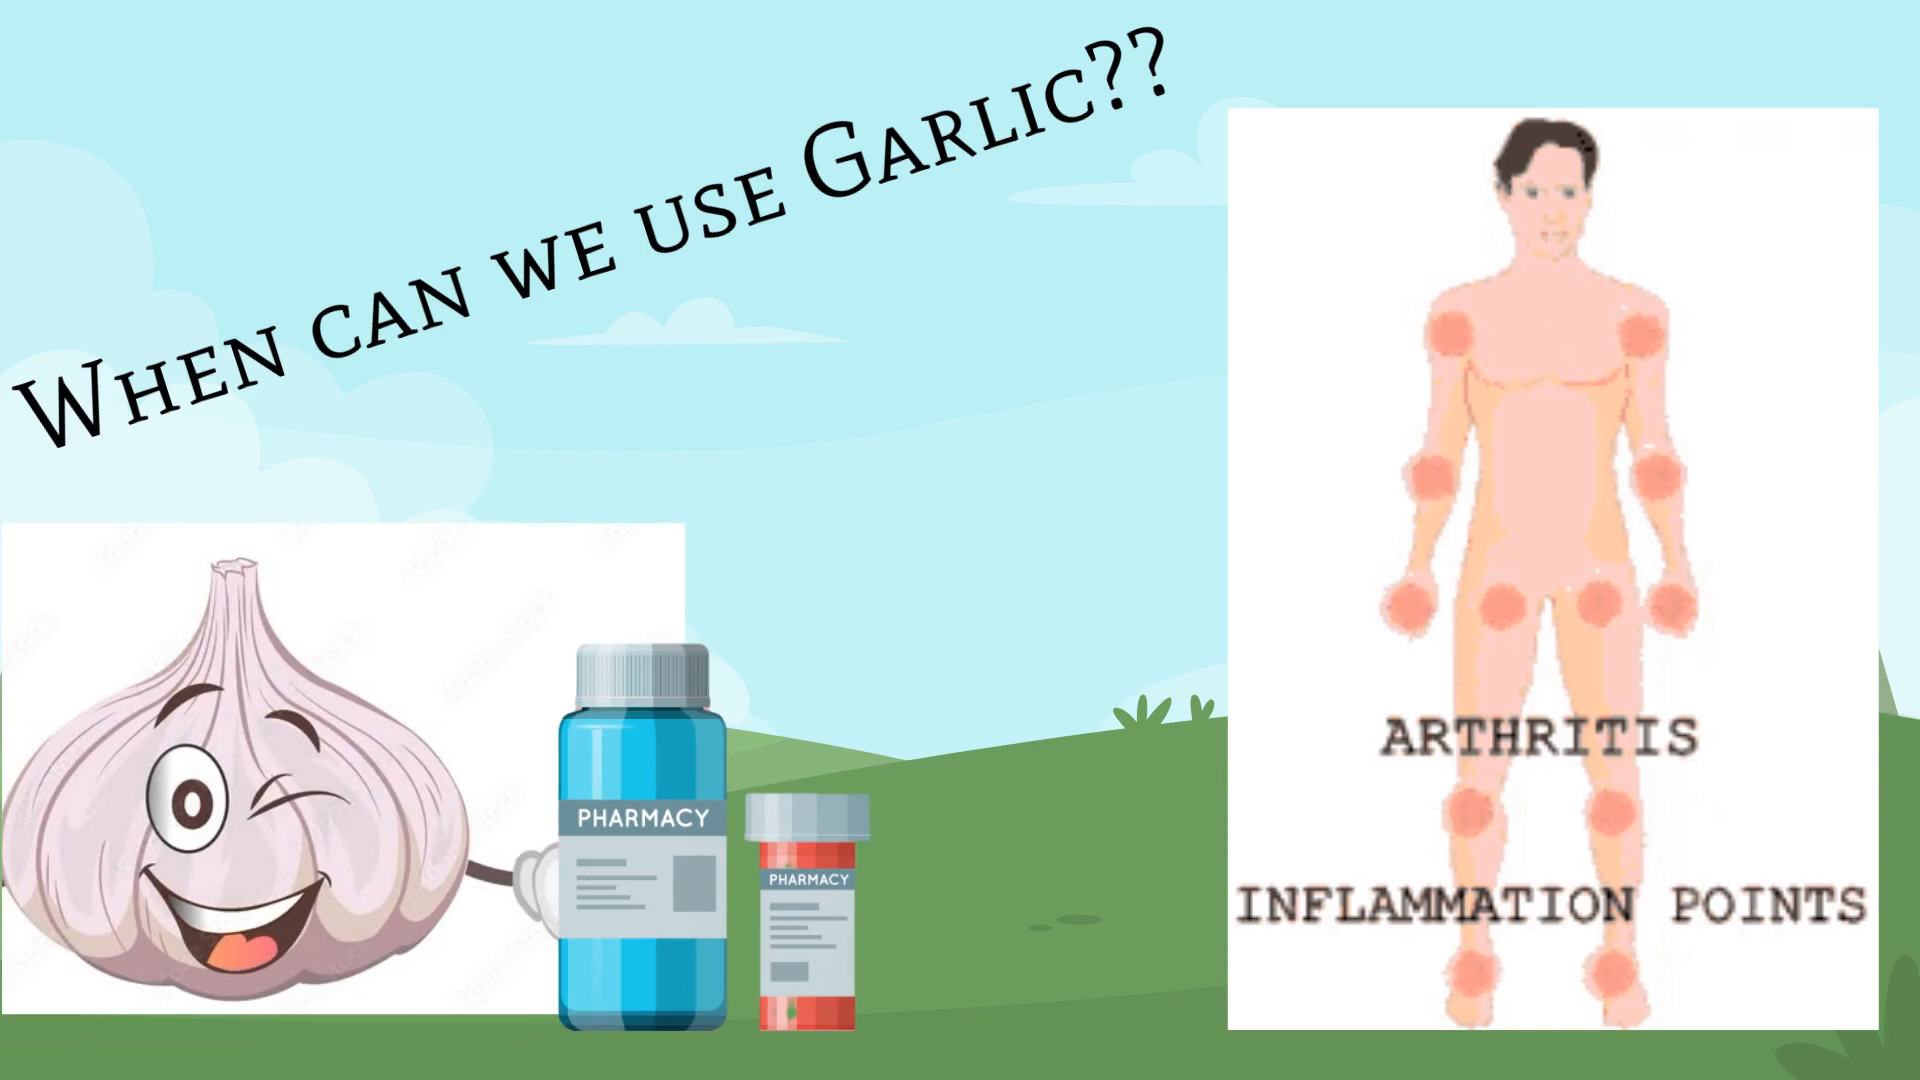 When can we use Garlic??
PHARMACY
PHARMACY
ARTHRITIS
INFLAMMATION POINTS